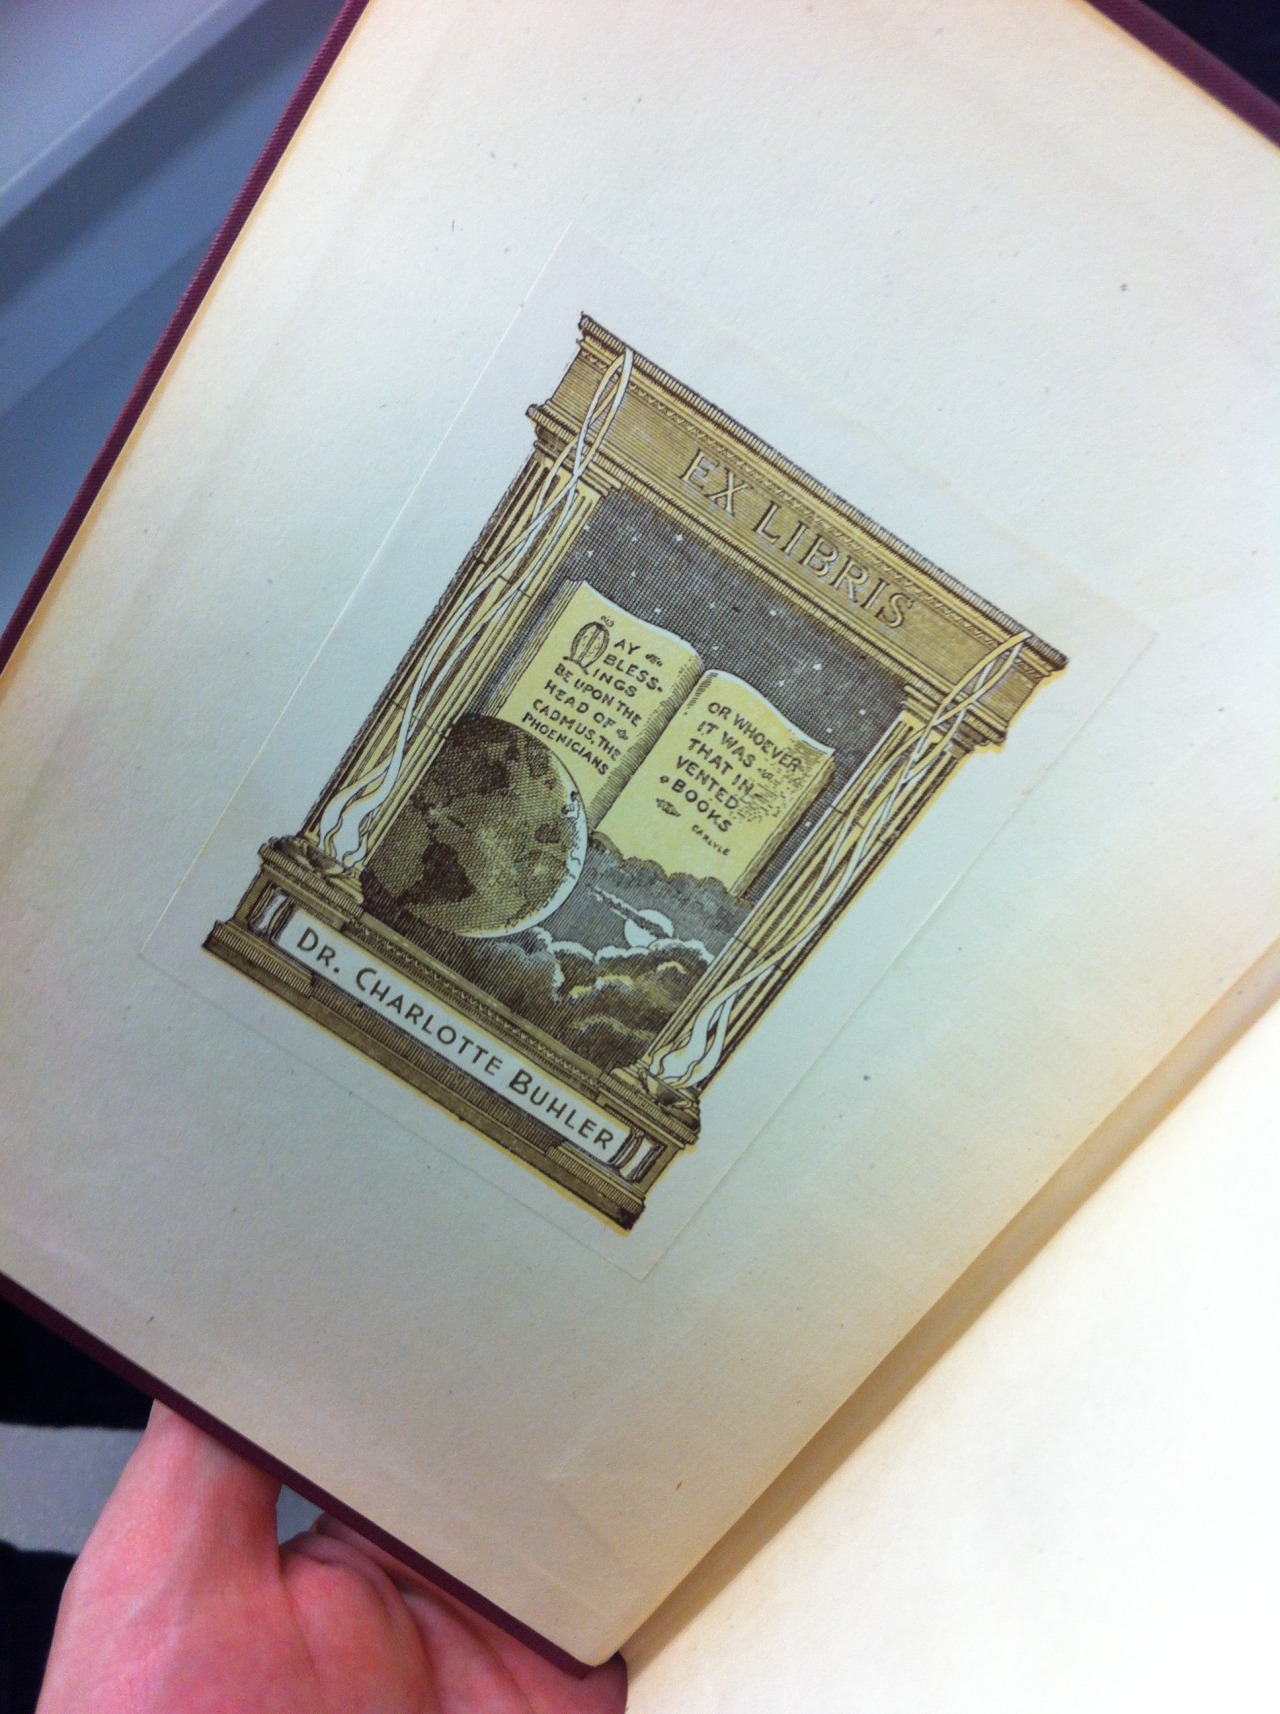 EX LIBRIS
MAY
BLESS-
INGS
BE UPON THE
HEAD OF
CADMUS, THE
PHOENICIANS
OR WHOEVER
IT WAS
THAT IN-
VENTED
BOOKS
CARLYLE
DR. CHARLOTTE BUHLER